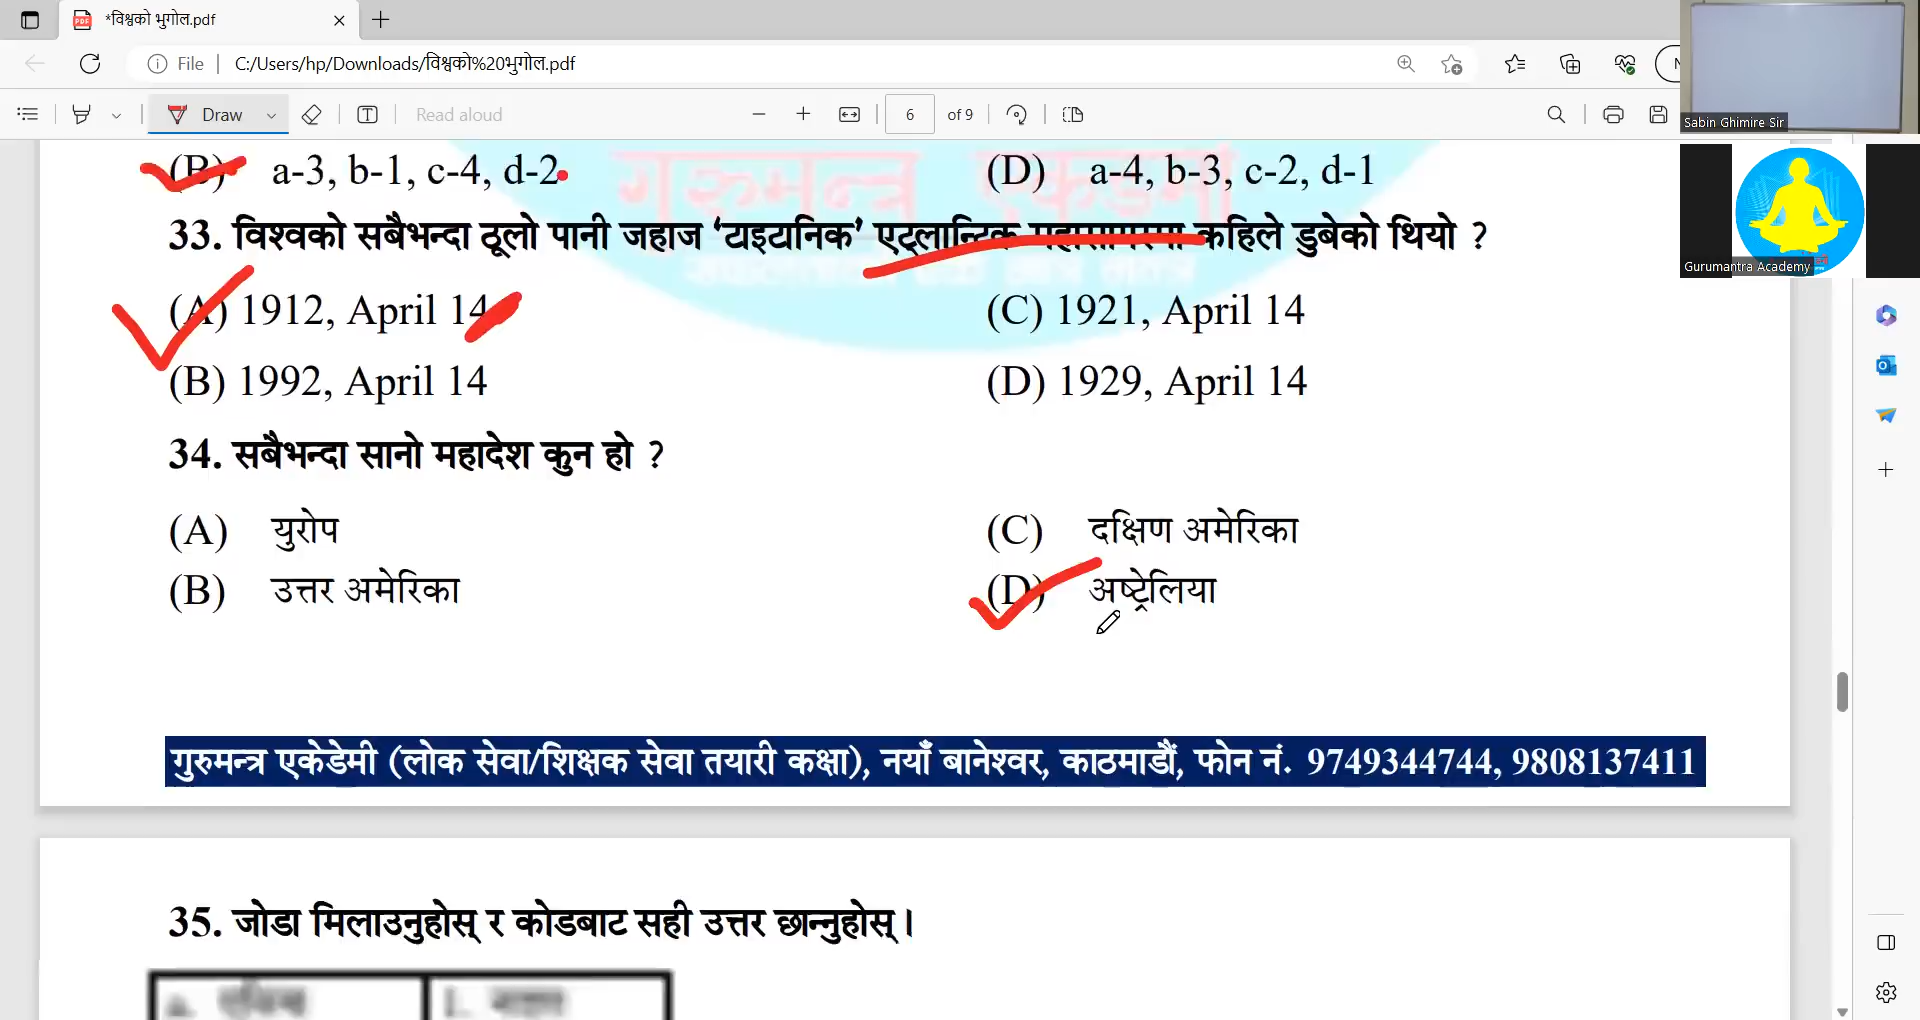 *विश्वको भुगोल.pdf
File
C:/Users/hp/Downloads/विश्वको%20भुगोल.pdf
Draw
Read aloud
6 of 9
Sabin Ghimire Sir
Gurumantra Academy
गुरुमन्त्र एकेडेमी
(B) a-3, b-1, c-4, d-2
(D) a-4, b-3, c-2, d-1
33. विश्वको सबैभन्दा ठूलो पानी जहाज ‘टाइटानिक’ एट्लान्टिक महासागरमा कहिले डुबेको थियो ?
(A) 1912, April 14
(C) 1921, April 14
(B) 1992, April 14
(D) 1929, April 14
34. सबैभन्दा सानो महादेश कुन हो ?
(A) युरोप
(C) दक्षिण अमेरिका
(B) उत्तर अमेरिका
(D) अष्ट्रेलिया
गुरुमन्त्र एकेडेमी (लोक सेवा/शिक्षक सेवा तयारी कक्षा), नयाँ बानेश्वर, काठमाडौं, फोन नं. 9749344744, 9808137411
35. जोडा मिलाउनुहोस् र कोडबाट सही उत्तर छान्नुहोस्।